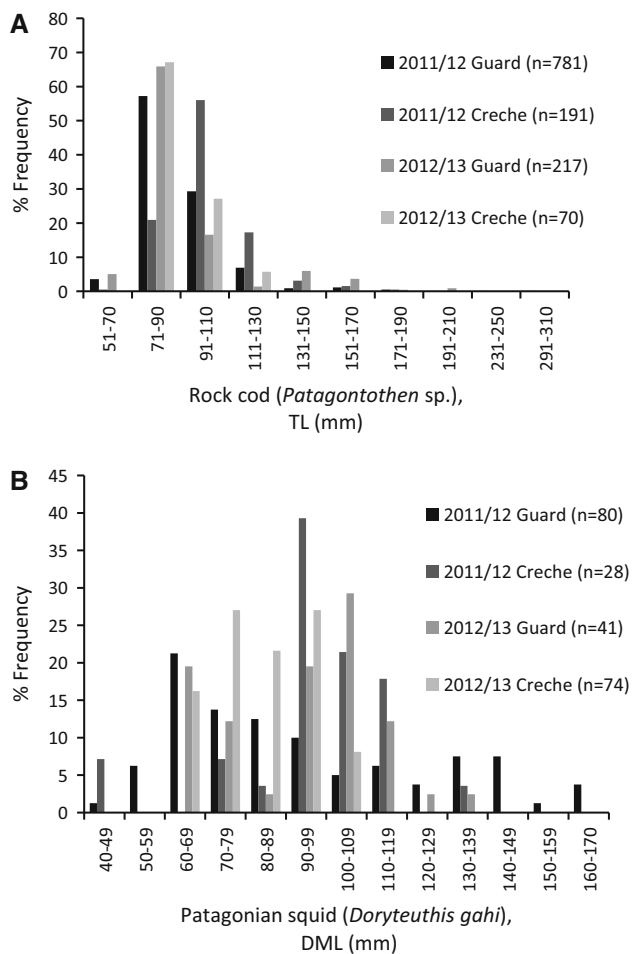 A
80
70
60
50
40
30
20
10
0
% Frequency
2011/12 Guard (n=781)
2011/12 Creche (n=191)
2012/13 Guard (n=217)
2012/13 Creche (n=70)
51-70
71-90
91-110
111-130
131-150
151-170
171-190
191-210
231-250
291-310
Rock cod (Patagontothen sp.),
TL (mm)
B
45
40
35
30
25
20
15
10
5
0
% Frequency
2011/12 Guard (n=80)
2011/12 Creche (n=28)
2012/13 Guard (n=41)
2012/13 Creche (n=74)
40-49
50-59
60-69
70-79
80-89
90-99
100-109
110-119
120-129
130-139
140-149
150-159
160-170
Patagonian squid (Doryteuthis gahi),
DML (mm)